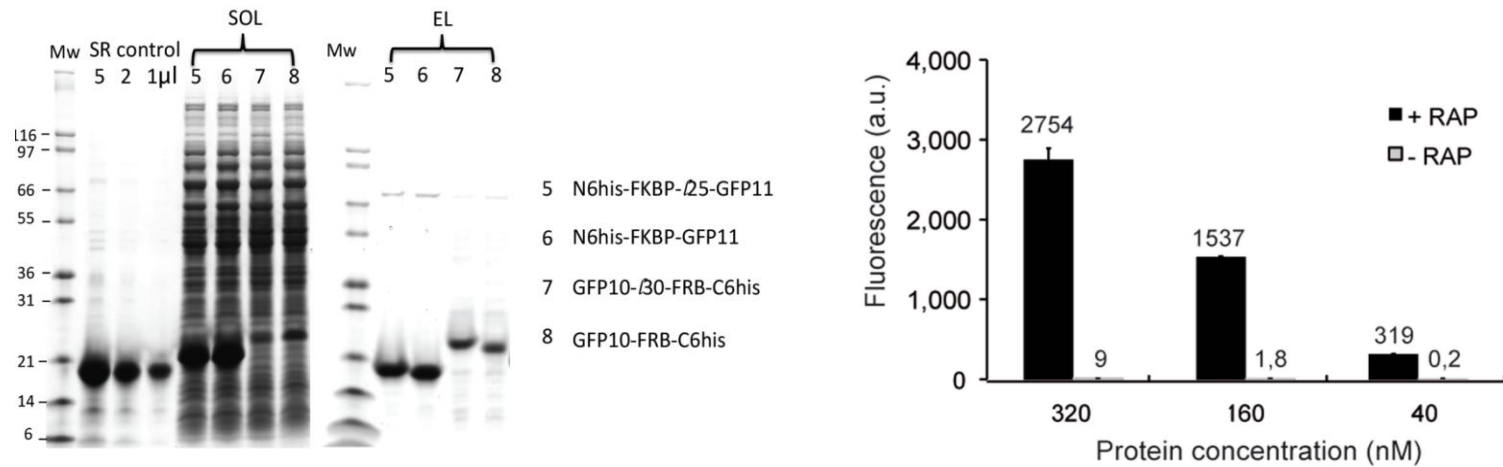 SOL
EL
Mw SR control
Mw
5 2 1µl 5 6 7 8
5 6 7 8
116
97
66
55
36
31
21
14
6
5 N6his-FKBP-l25-GFP11
6 N6his-FKBP-GFP11
7 GFP10-l30-FRB-C6his
8 GFP10-FRB-C6his
Fluorescence (a.u.)
4,000
3,000
2,000
1,000
0
2754
9
1537
1,8
319
0,2
+ RAP
- RAP
320 160 40
Protein concentration (nM)